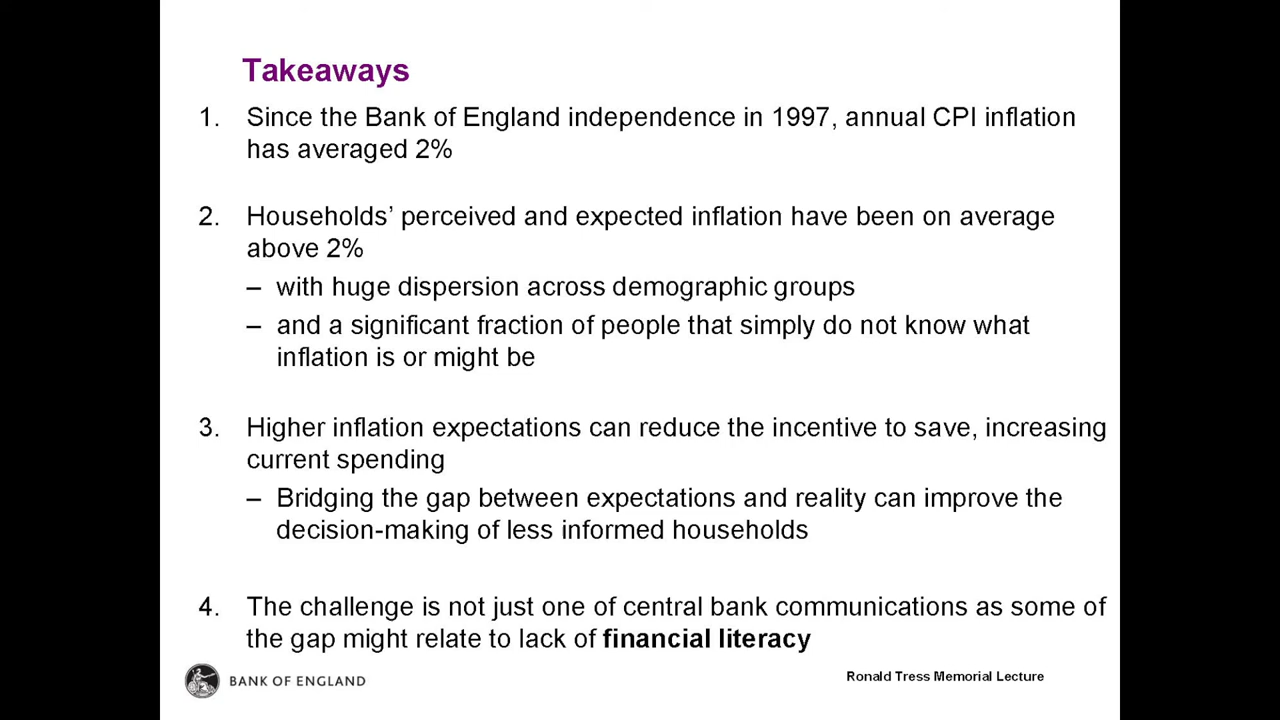 Takeaways
1. Since the Bank of England independence in 1997, annual CPI inflation
has averaged 2%
2. Households’ perceived and expected inflation have been on average
above 2%
– with huge dispersion across demographic groups
– and a significant fraction of people that simply do not know what
inflation is or might be
3. Higher inflation expectations can reduce the incentive to save, increasing
current spending
– Bridging the gap between expectations and reality can improve the
decision-making of less informed households
4. The challenge is not just one of central bank communications as some of
the gap might relate to lack of financial literacy
BANK OF ENGLAND
Ronald Tress Memorial Lecture